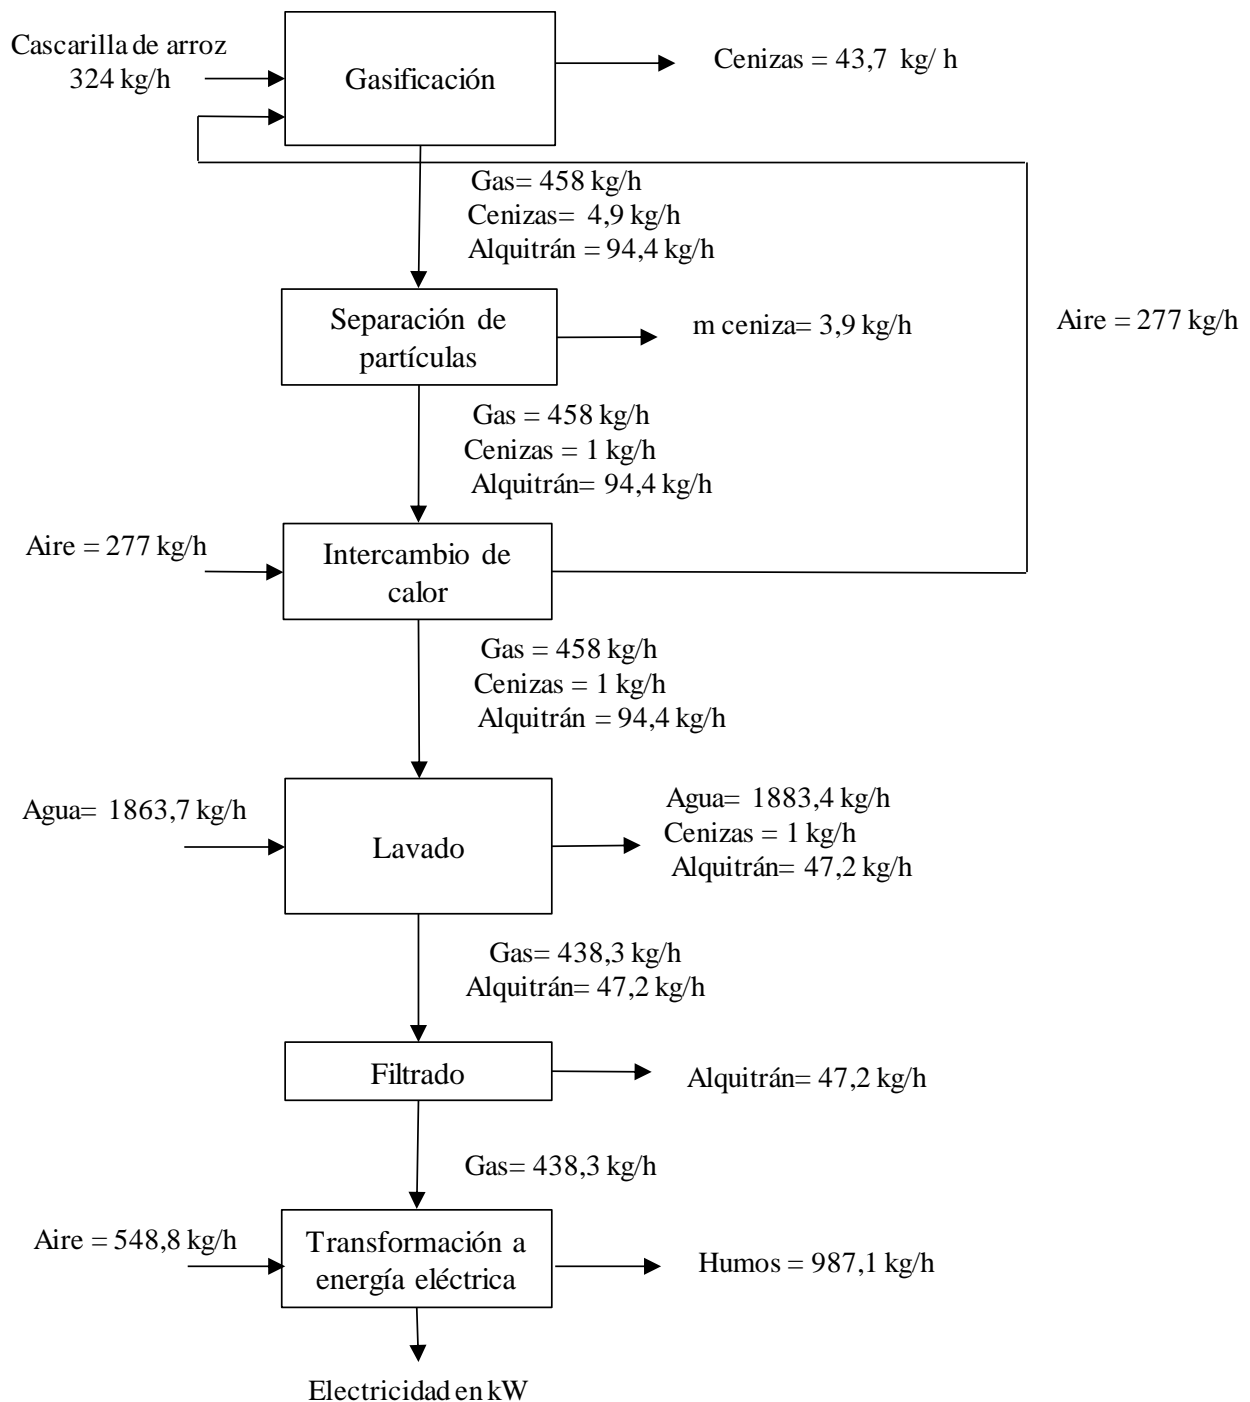 Cascarilla de arroz
324 kg/h
Gasificación
Cenizas = 43,7 kg/ h
Gas= 458 kg/h
Cenizas= 4,9 kg/h
Alquitrán = 94,4 kg/h
Separación de
partículas
m ceniza= 3,9 kg/h
Aire = 277 kg/h
Gas = 458 kg/h
Cenizas = 1 kg/h
Alquitrán= 94,4 kg/h
Aire = 277 kg/h
Intercambio de
calor
Gas = 458 kg/h
Cenizas = 1 kg/h
Alquitrán = 94,4 kg/h
Agua= 1863,7 kg/h
Lavado
Agua= 1883,4 kg/h
Cenizas = 1 kg/h
Alquitrán= 47,2 kg/h
Gas= 438,3 kg/h
Alquitrán= 47,2 kg/h
Filtrado
Alquitrán= 47,2 kg/h
Gas= 438,3 kg/h
Aire = 548,8 kg/h
Transformación a
energía eléctrica
Humos = 987,1 kg/h
Electricidad en kW